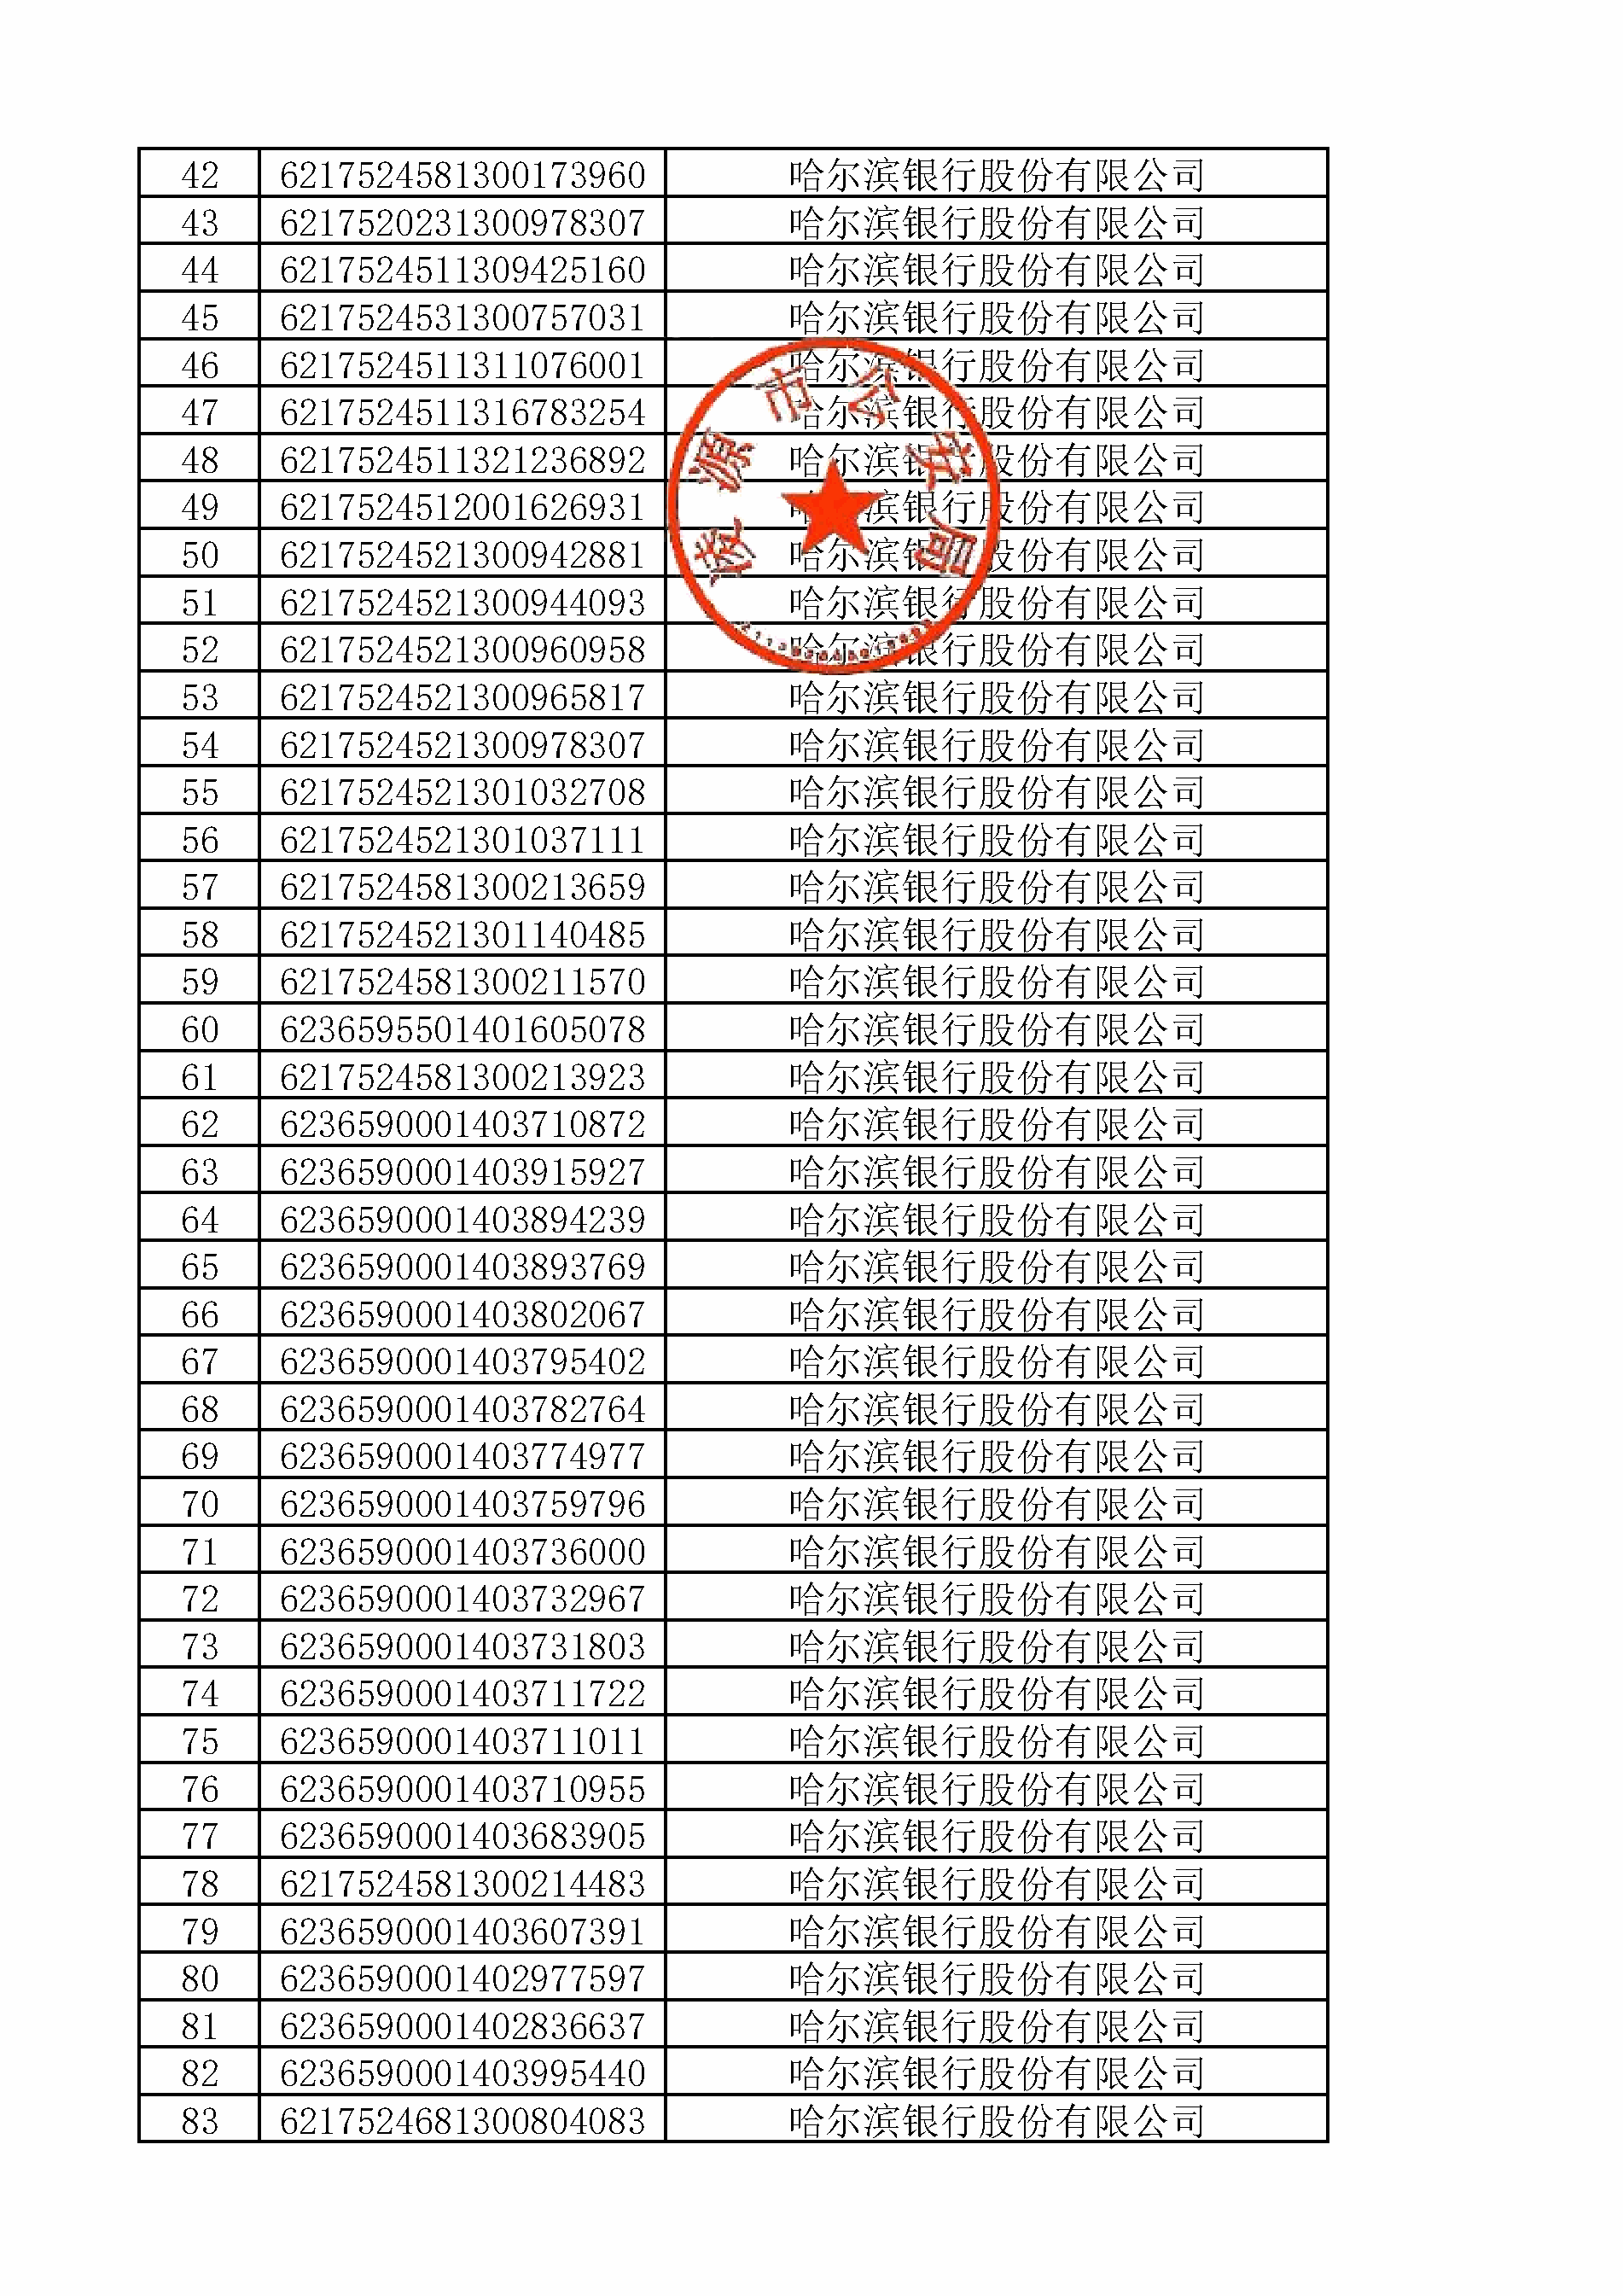 42 6217524581300173960 哈尔滨银行股份有限公司
43 6217520231300978307 哈尔滨银行股份有限公司
44 6217524511309425160 哈尔滨银行股份有限公司
45 6217524531300757031 哈尔滨银行股份有限公司
46 6217524511311076001 哈尔滨银行股份有限公司
47 6217524511316783254 哈尔滨银行股份有限公司
48 6217524511321236892 哈尔滨银行股份有限公司
49 6217524512001626931 哈尔滨银行股份有限公司
50 6217524521300942881 哈尔滨银行股份有限公司
51 6217524521300944093 哈尔滨银行股份有限公司
52 6217524521300960958 哈尔滨银行股份有限公司
53 6217524521300965817 哈尔滨银行股份有限公司
54 6217524521300978307 哈尔滨银行股份有限公司
55 6217524521301032708 哈尔滨银行股份有限公司
56 6217524521301037111 哈尔滨银行股份有限公司
57 6217524581300213659 哈尔滨银行股份有限公司
58 6217524521301140485 哈尔滨银行股份有限公司
59 6217524581300211570 哈尔滨银行股份有限公司
60 6236595501401605078 哈尔滨银行股份有限公司
61 6217524581300213923 哈尔滨银行股份有限公司
62 6236590001403710872 哈尔滨银行股份有限公司
63 6236590001403915927 哈尔滨银行股份有限公司
64 6236590001403894239 哈尔滨银行股份有限公司
65 6236590001403893769 哈尔滨银行股份有限公司
66 6236590001403802067 哈尔滨银行股份有限公司
67 6236590001403795402 哈尔滨银行股份有限公司
68 6236590001403782764 哈尔滨银行股份有限公司
69 6236590001403774977 哈尔滨银行股份有限公司
70 6236590001403759796 哈尔滨银行股份有限公司
71 6236590001403736000 哈尔滨银行股份有限公司
72 6236590001403732967 哈尔滨银行股份有限公司
73 6236590001403731803 哈尔滨银行股份有限公司
74 6236590001403711722 哈尔滨银行股份有限公司
75 6236590001403711011 哈尔滨银行股份有限公司
76 6236590001403710955 哈尔滨银行股份有限公司
77 6236590001403683905 哈尔滨银行股份有限公司
78 6217524581300214483 哈尔滨银行股份有限公司
79 6236590001403607391 哈尔滨银行股份有限公司
80 6236590001402977597 哈尔滨银行股份有限公司
81 6236590001402836637 哈尔滨银行股份有限公司
82 6236590001403995440 哈尔滨银行股份有限公司
83 6217524681300804083 哈尔滨银行股份有限公司
凌源市公安局